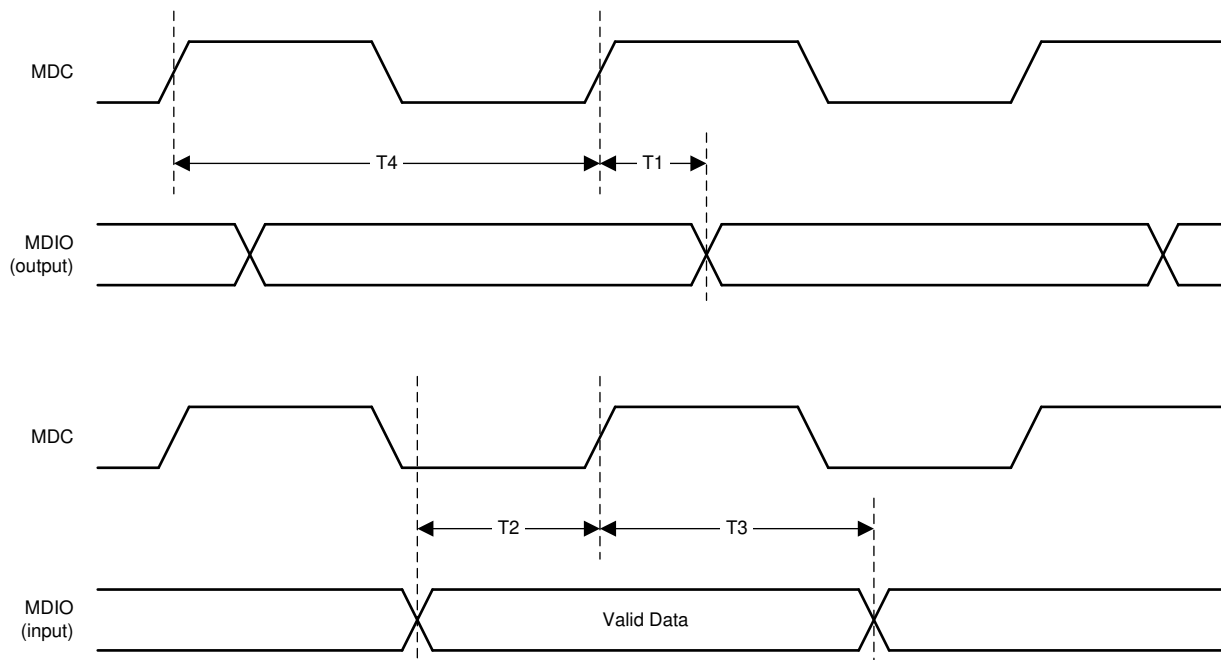 MDC
T4
T1
MDIO
(output)
MDC
T2
T3
MDIO
(input)
Valid Data